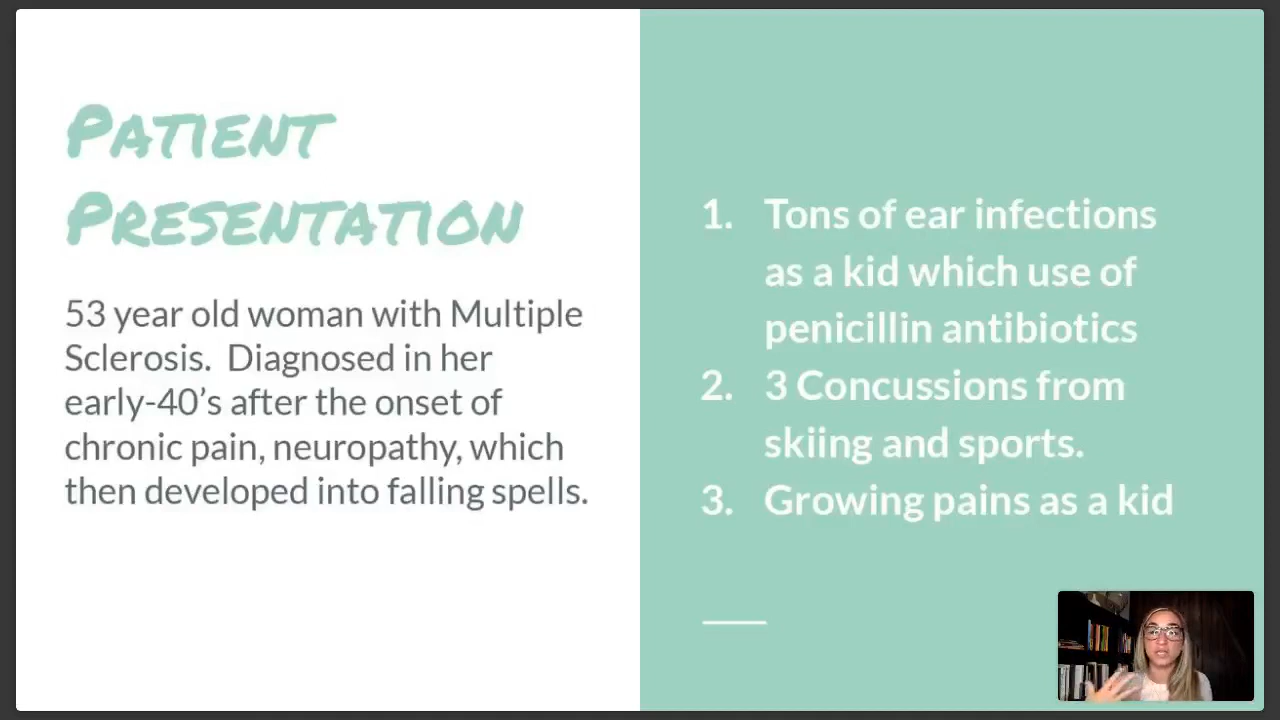 PATIENT
PRESENTATION
53 year old woman with Multiple
Sclerosis.  Diagnosed in her
early-40’s after the onset of
chronic pain, neuropathy, which
then developed into falling spells.
1. Tons of ear infections
as a kid which use of
penicillin antibiotics
2. 3 Concussions from
skiing and sports.
3. Growing pains as a kid